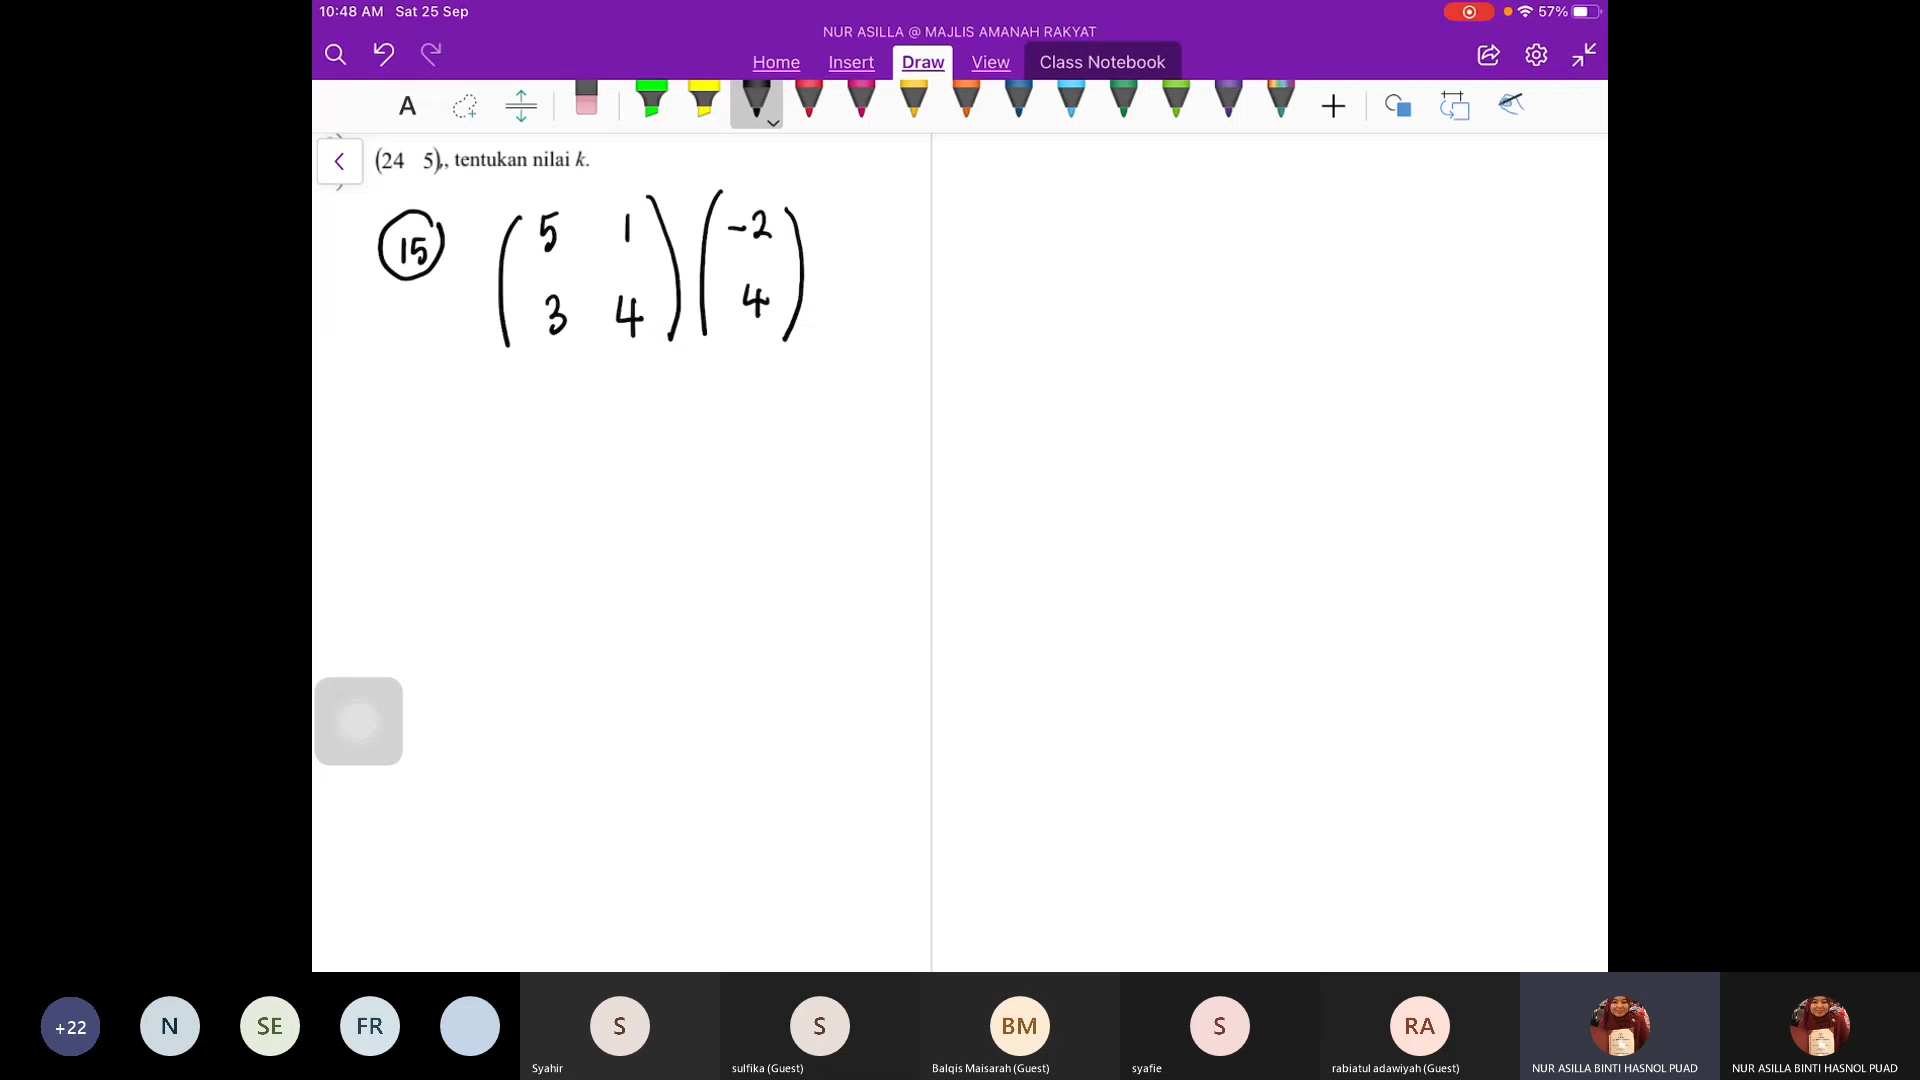 10:48 AM Sat 25 Sep
57%
NUR ASILLA @ MAJLIS AMANAH RAKYAT
Home Insert Draw View Class Notebook
A
(24 5),, tentukan nilai k.
15 ( 5 1 ) ( -2 )
( 3 4 ) ( 4 )
+22 N SE FR S S BM S RA
Syahir sulfika (Guest) Balqis Maisarah (Guest) syafie rabiatul adawiyah (Guest) NUR ASILLA BINTI HASNOL PUAD NUR ASILLA BINTI HASNOL PUAD